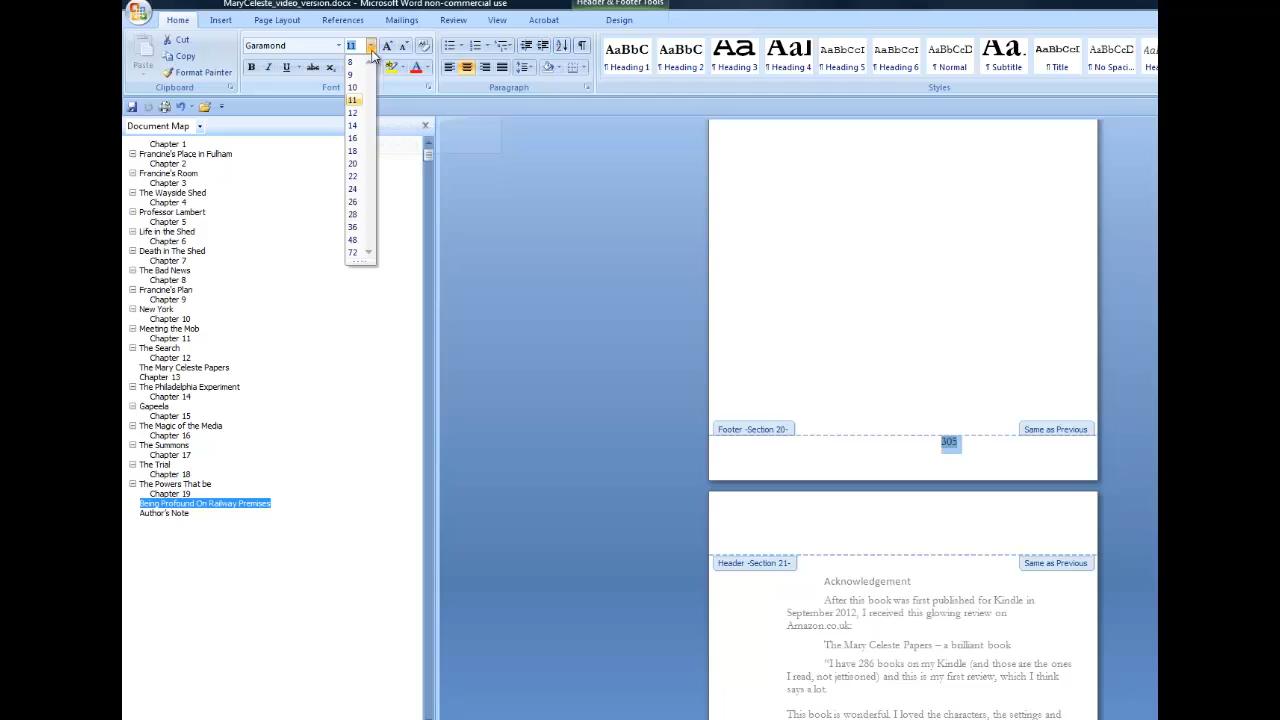 MaryCeleste_video_version.docx - Microsoft Word non-commercial use
Header & Footer Tools
Home Insert Page Layout References Mailings Review View Acrobat Design
Paste
Cut
Copy
Format Painter
Clipboard
Garamond 11
Font
Paragraph
AaBbC AaBbC AaBl AaBl AaBbCc AaBbCc AaBbCcD AaBb. AaBbCcI AaBbCcD AaBb
¶ Heading 1 ¶ Heading 2 ¶ Heading 3 ¶ Heading 4 ¶ Heading 5 ¶ Heading 6 ¶ Normal ¶ Subtitle ¶ Title ¶ No Spaci... ¶ Head
Styles
8
9
10
11
12
14
16
18
20
22
24
26
28
36
48
72
Document Map
Chapter 1
Francine's Place in Fulham
Chapter 2
Francine's Room
Chapter 3
The Wayside Shed
Chapter 4
Professor Lambert
Chapter 5
Life in the Shed
Chapter 6
Death in The Shed
Chapter 7
The Bad News
Chapter 8
Francine's Plan
Chapter 9
New York
Chapter 10
Meeting the Mob
Chapter 11
The Search
Chapter 12
The Mary Celeste Papers
Chapter 13
The Philadelphia Experiment
Chapter 14
Gapeela
Chapter 15
The Magic of the Media
Chapter 16
The Summons
Chapter 17
The Trial
Chapter 18
The Powers That be
Chapter 19
Being Profound On Railway Premises
Author's Note
Footer -Section 20-
Same as Previous
305
Header -Section 21-
Same as Previous
Acknowledgement
After this book was first published for Kindle in
September 2012, I received this glowing review on
Amazon.co.uk:
The Mary Celeste Papers – a brilliant book
"I have 286 books on my Kindle (and those are the ones
I read, not jettisoned) and this is my first review, which I think
says a lot.
This book is wonderful. I loved the characters, the settings and